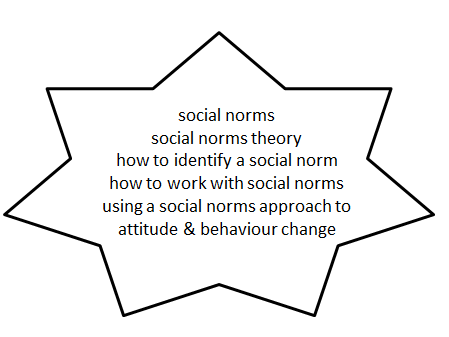 social norms
social norms theory
how to identify a social norm
how to work with social norms
using a social norms approach to
attitude & behaviour change